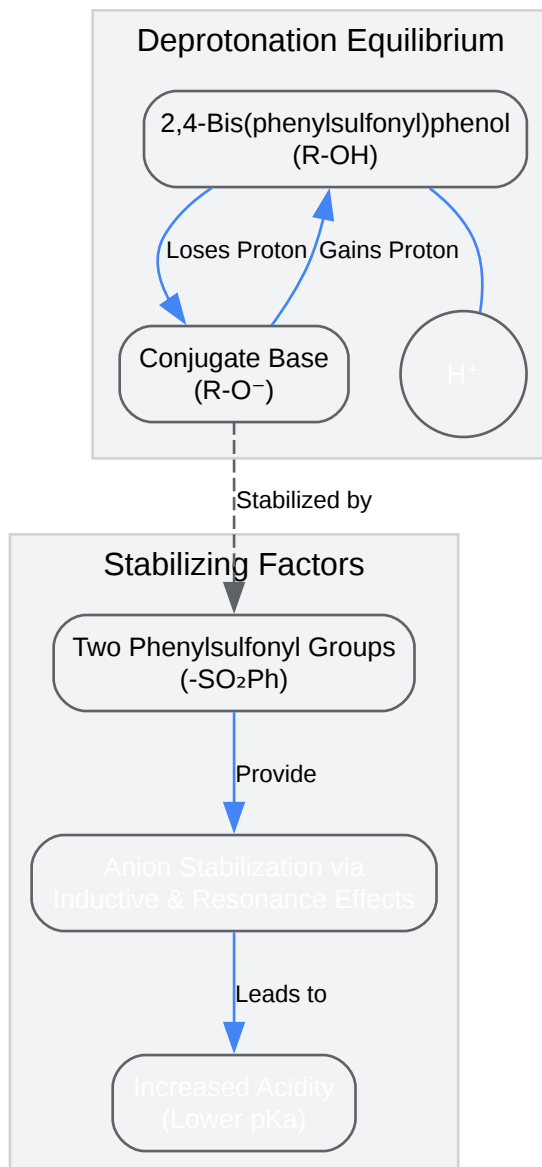 Deprotonation Equilibrium
2,4-Bis(phenylsulfonyl)phenol
(R-OH)
Loses Proton
Gains Proton
Conjugate Base
(R-O⁻)
H⁺
Stabilized by
Stabilizing Factors
Two Phenylsulfonyl Groups
(-SO₂Ph)
Provide
Anion Stabilization via
Inductive & Resonance Effects
Leads to
Increased Acidity
(Lower pKa)